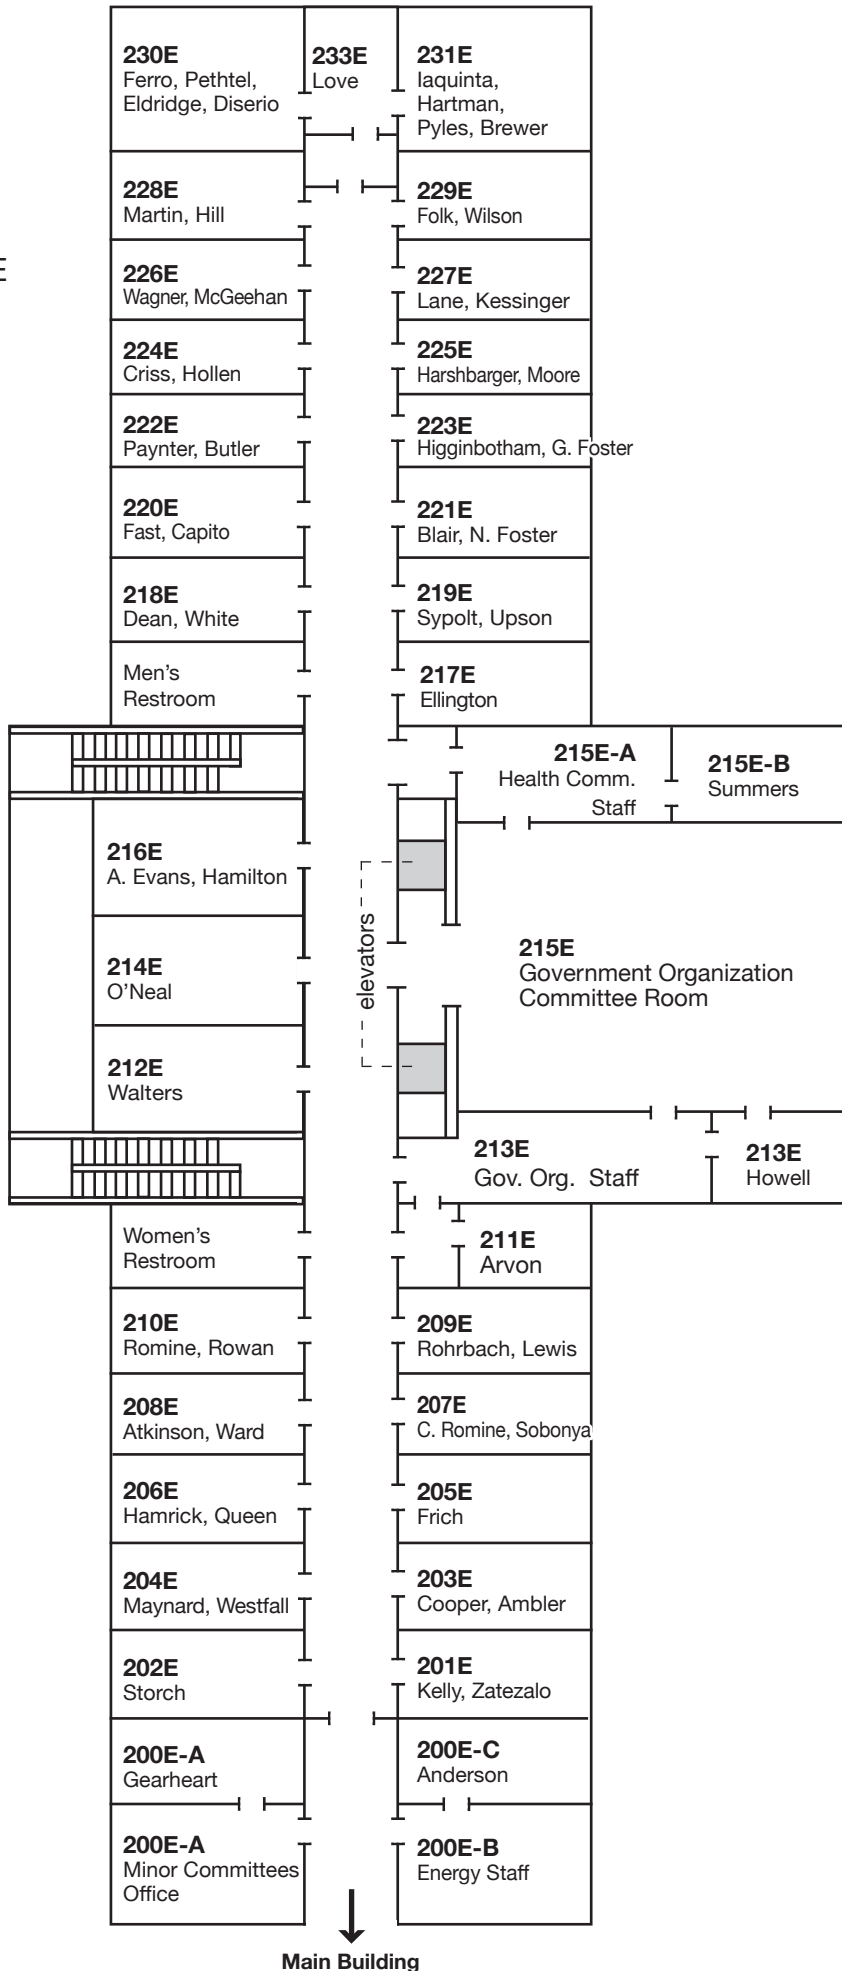 230E
Ferro, Pethtel,
Eldridge, Diserio
233E
Love
231E
Iaquinta,
Hartman,
Pyles, Brewer
228E
Martin, Hill
229E
Folk, Wilson
E
226E
Wagner, McGeehan
227E
Lane, Kessinger
224E
Criss, Hollen
225E
Harshbarger, Moore
222E
Paynter, Butler
223E
Higginbotham, G. Foster
220E
Fast, Capito
221E
Blair, N. Foster
218E
Dean, White
219E
Sypolt, Upson
Men’s
Restroom
217E
Ellington
215E-A
Health Comm.
Staff
215E-B
Summers
216E
A. Evans, Hamilton
elevators
214E
O’Neal
215E
Government Organization
Committee Room
212E
Walters
213E
Gov. Org. Staff
213E
Howell
Women’s
Restroom
211E
Arvon
210E
Romine, Rowan
209E
Rohrbach, Lewis
208E
Atkinson, Ward
207E
C. Romine, Sobonya
206E
Hamrick, Queen
205E
Frich
204E
Maynard, Westfall
203E
Cooper, Ambler
202E
Storch
201E
Kelly, Zatezalo
200E-A
Gearheart
200E-C
Anderson
200E-A
Minor Committees
Office
200E-B
Energy Staff
Main Building